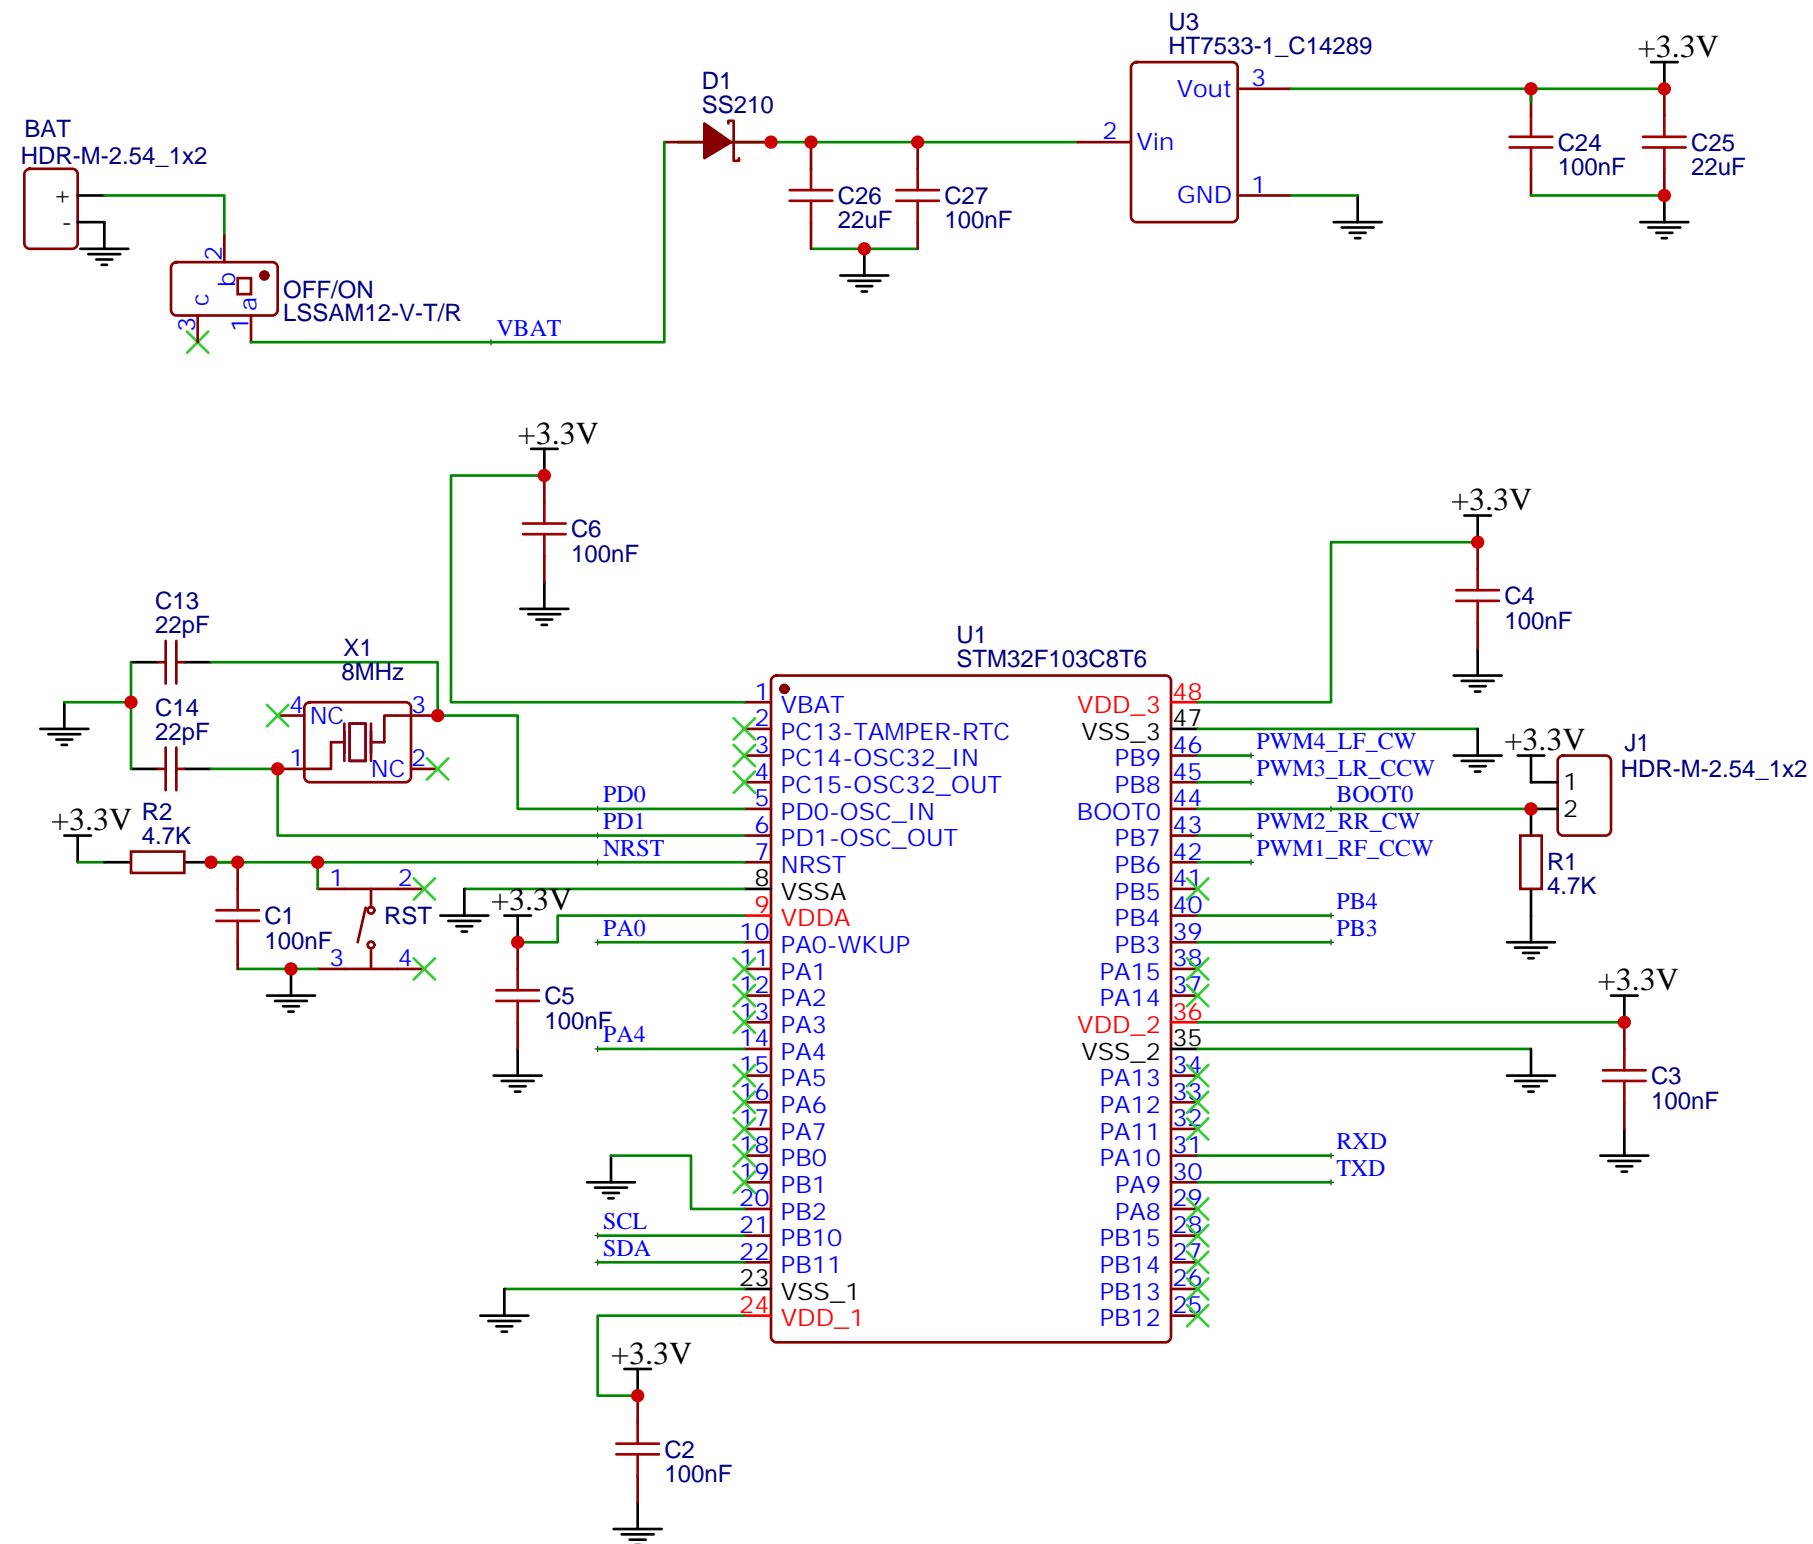 U3
HT7533-1_C14289
+3.3V
Vout
3
2
Vin
GND
1
C24
100nF
C25
22uF
D1
SS210
C26
22uF
C27
100nF
BAT
HDR-M-2.54_1x2
+
-
2
b
c
a
3
1
OFF/ON
LSSAM12-V-T/R
VBAT
+3.3V
C6
100nF
+3.3V
C4
100nF
C13
22pF
C14
22pF
X1
8MHz
4
NC
3
1
NC
2
R2
4.7K
+3.3V
C1
100nF
1
2
RST
3
4
+3.3V
C5
100nF
U1
STM32F103C8T6
1
VBAT
2
PC13-TAMPER-RTC
3
PC14-OSC32_IN
4
PC15-OSC32_OUT
PD0
5
PD0-OSC_IN
PD1
6
PD1-OSC_OUT
NRST
7
NRST
8
VSSA
9
VDDA
PA0
10
PA0-WKUP
11
PA1
12
PA2
13
PA3
PA4
14
PA4
15
PA5
16
PA6
17
PA7
18
PB0
19
PB1
20
PB2
SCL
21
PB10
SDA
22
PB11
23
VSS_1
24
VDD_1
+3.3V
C2
100nF
VDD_3
48
VSS_3
47
PB9
46
PWM4_LF_CW
PB8
45
PWM3_LR_CCW
BOOT0
44
BOOT0
PB7
43
PWM2_RR_CW
PB6
42
PWM1_RF_CCW
PB5
41
PB4
40
PB4
PB3
39
PB3
PA15
38
PA14
37
VDD_2
36
VSS_2
35
PA13
34
PA12
33
PA11
32
PA10
31
RXD
PA9
30
TXD
PA8
29
PB15
28
PB14
27
PB13
26
PB12
25
+3.3V
J1
HDR-M-2.54_1x2
1
2
R1
4.7K
+3.3V
C3
100nF